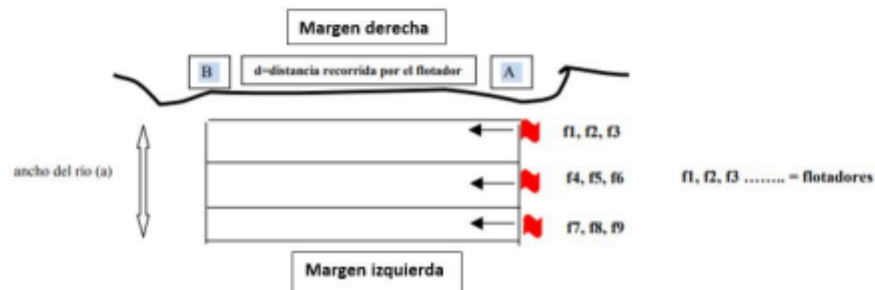 Margen derecha
B
d=distancia recorrida por el flotador
A
f1, f2, f3
ancho del río (a)
f4, f5, f6
f1, f2, f3 ........ = flotadores
f7, f8, f9
Margen izquierda